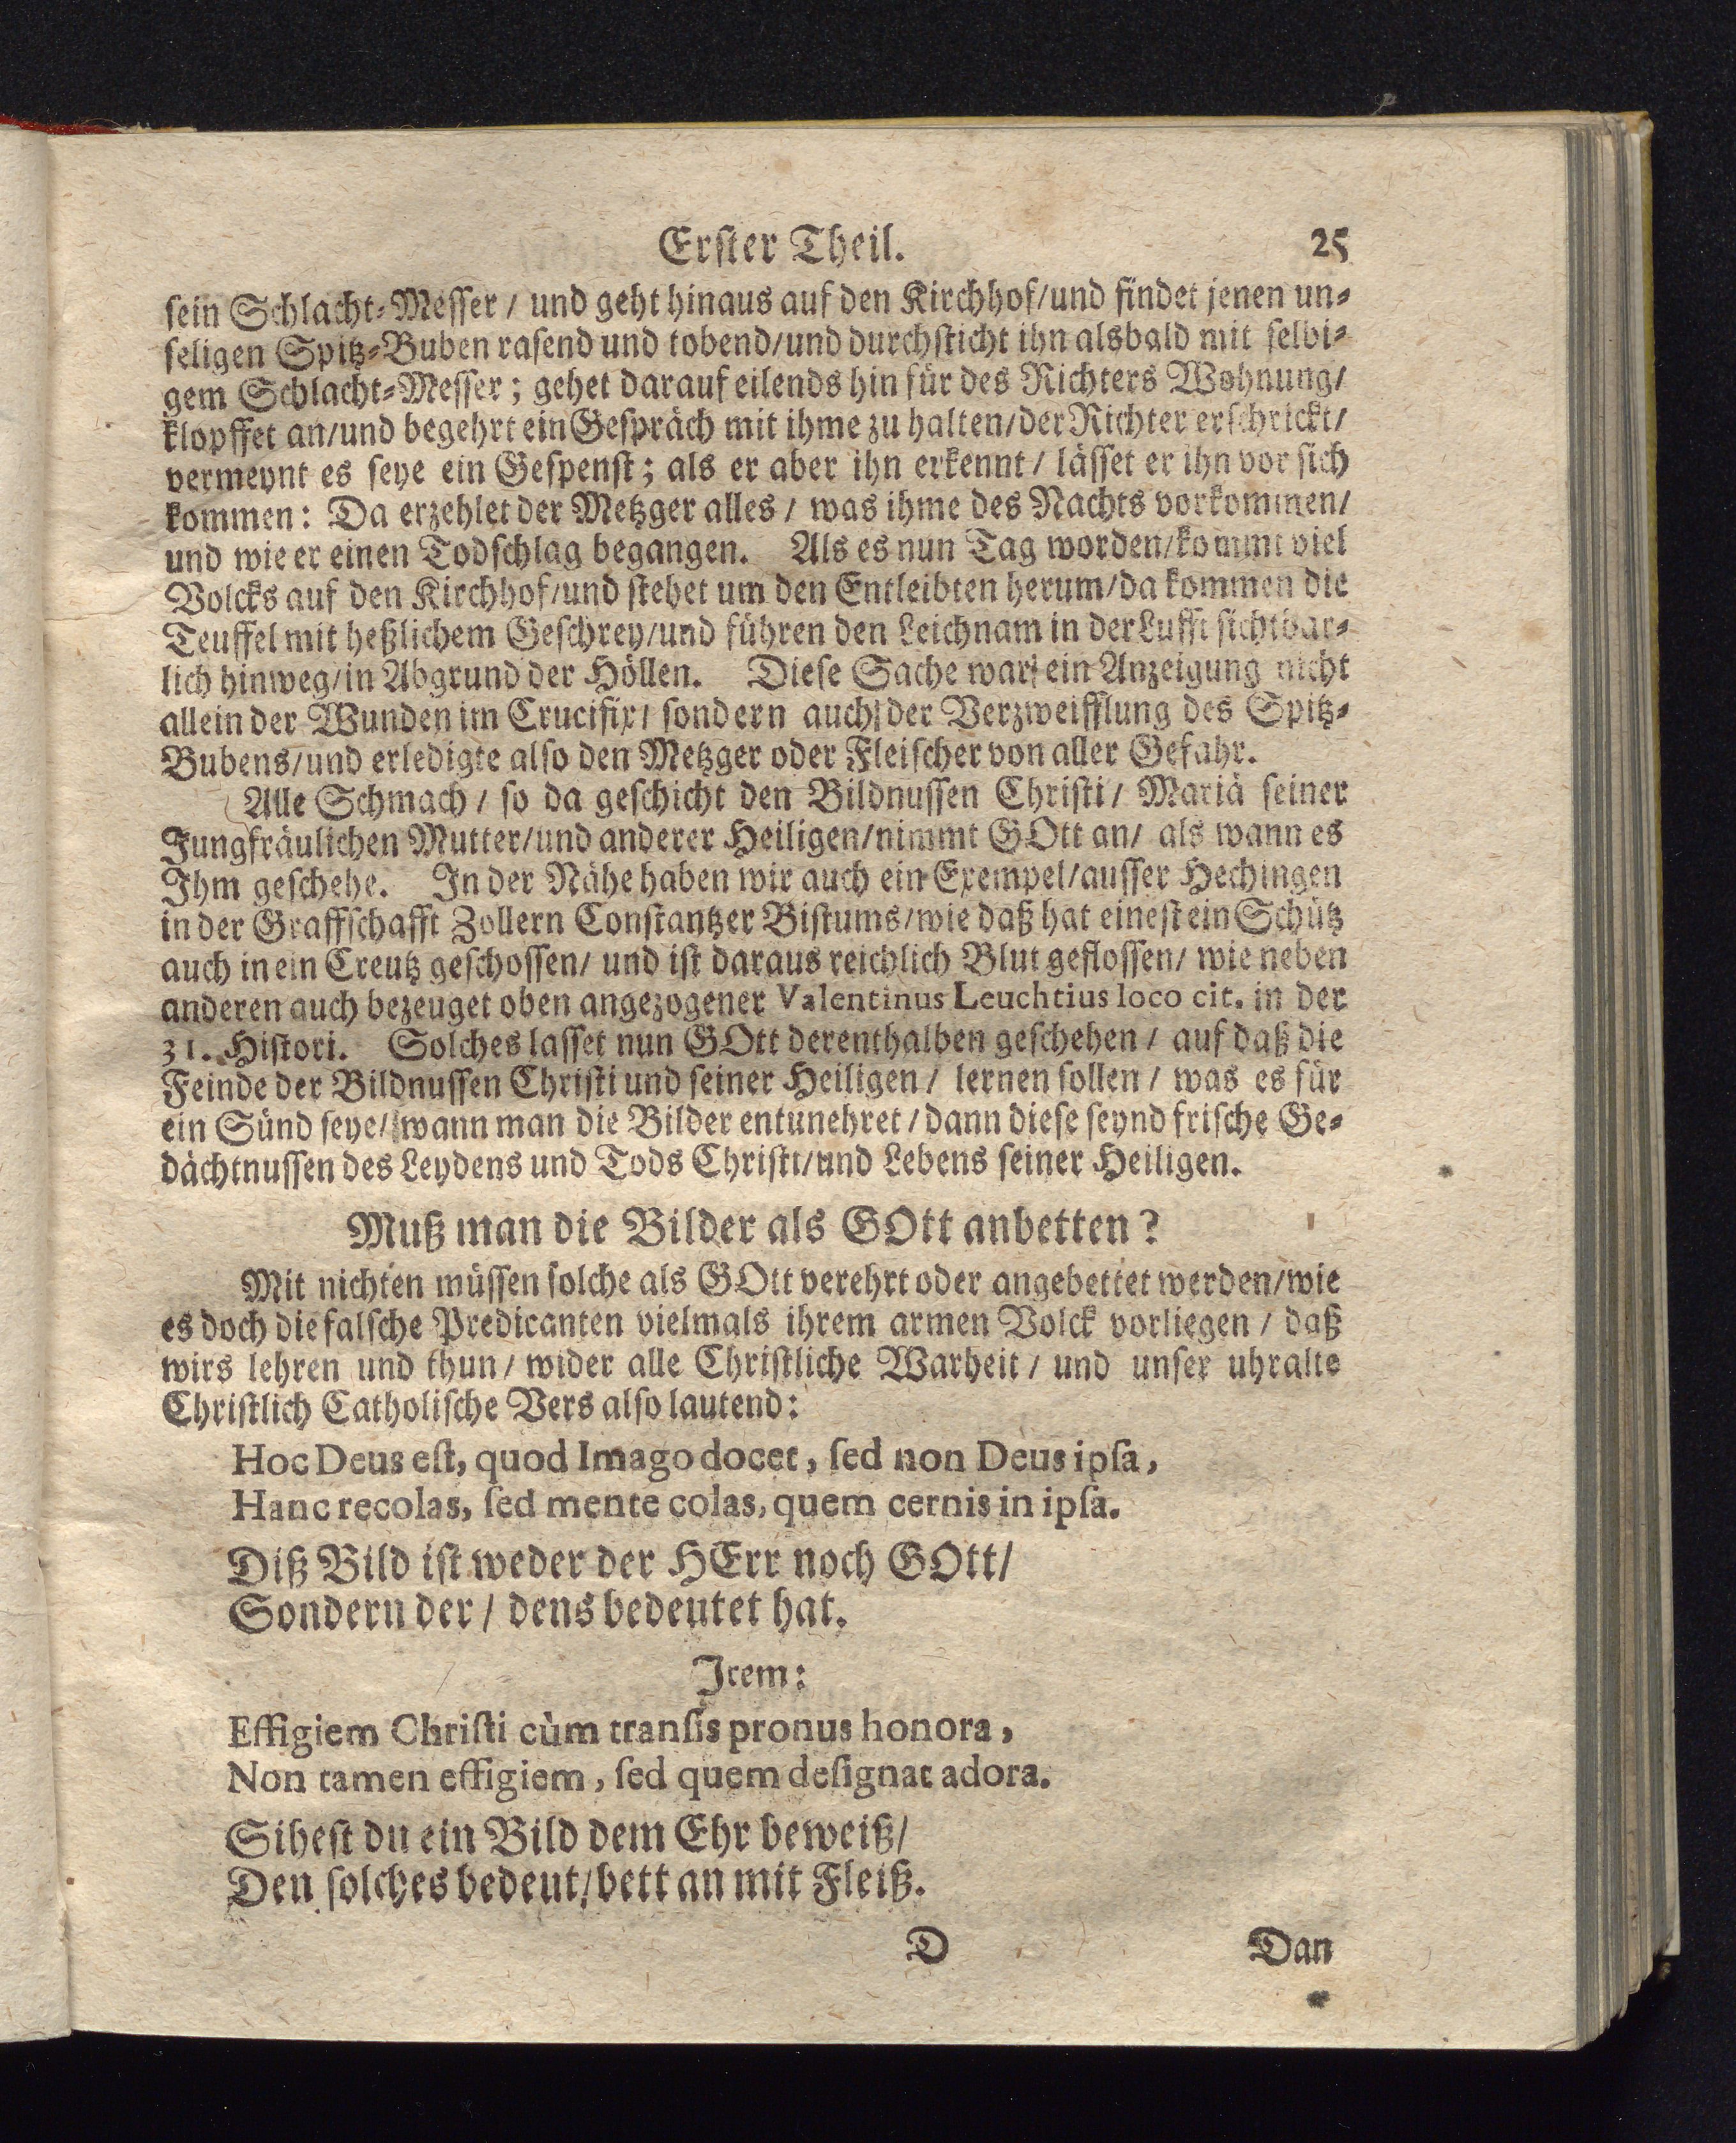 Erster Theil. 25
sein Schlacht-Messer / und geht hinaus auf den Kirchhof/und findet jenen un-
seligen Spitz-Buben rasend und tobend/und durchsticht ihn alsbald mit selbi-
gem Schlacht-Messer; gehet darauf eilends hin für des Richters Wohnung/
klopffet an/und begehrt ein Gespräch mit ihme zu halten/der Richter erschrickt/
vermeynt es seye ein Gespenst; als er aber ihn erkennt / lässet er ihn vor sich
kommen: Da erzehlet der Metzger alles / was ihme des Nachts vorkommen/
und wie er einen Todschlag begangen. Als es nun Tag worden/kommt viel
Volcks auf den Kirchhof/und stehet um den Entleibten herum/da kommen die
Teuffel mit heßlichem Geschrey/und führen den Leichnam in der Lufft sichtbar-
lich hinweg/in Abgrund der Höllen. Diese Sache war ein Anzeigung nicht
allein der Wunden im Crucifix/ sondern auch der Verzweifflung des Spitz-
Bubens/und erledigte also den Metzger oder Fleischer von aller Gefahr.
Alle Schmach / so da geschicht den Bildnussen Christi / Mariä seiner
Jungfräulichen Mutter/und anderer Heiligen/nimmt GOtt an/ als wann es
Ihm geschehe. In der Nähe haben wir auch ein Exempel/ausser Hechingen
in der Graffschafft Zollern Constantzer Bistums/wie daß hat einest ein Schütz
auch in ein Creutz geschossen/ und ist daraus reichlich Blut geflossen/ wie neben
anderen auch bezeuget oben angezogener Valentinus Leuchtius loco cit. in der
31. Histori. Solches lasset nun GOtt derenthalben geschehen / auf daß die
Feinde der Bildnussen Christi und seiner Heiligen / lernen sollen / was es für
ein Sünd seye/ wann man die Bilder entunehret / dann diese seynd frische Ge-
dächtnussen des Leydens und Tods Christi/und Lebens seiner Heiligen.
Muß man die Bilder als GOtt anbetten?
Mit nichten müssen solche als GOtt verehrt oder angebettet werden/wie
es doch die falsche Predicanten vielmals ihrem armen Volck vorliegen / daß
wirs lehren und thun / wider alle Christliche Warheit / und unser uhralte
Christlich Catholische Vers also lautend:
Hoc Deus eſt, quod Imago docet, ſed non Deus ipſa,
Hanc recolas, ſed mente colas, quem cernis in ipſa.
Diß Bild ist weder der HErr noch GOtt/
Sondern der / dens bedeutet hat.
Item:
Effigiem Chriſti cùm tranſis pronus honora,
Non tamen effigiem, ſed quem deſignat adora.
Sihest du ein Bild dem Ehr beweiß/
Den solches bedeut/bett an mit Fleiß.
D Dan